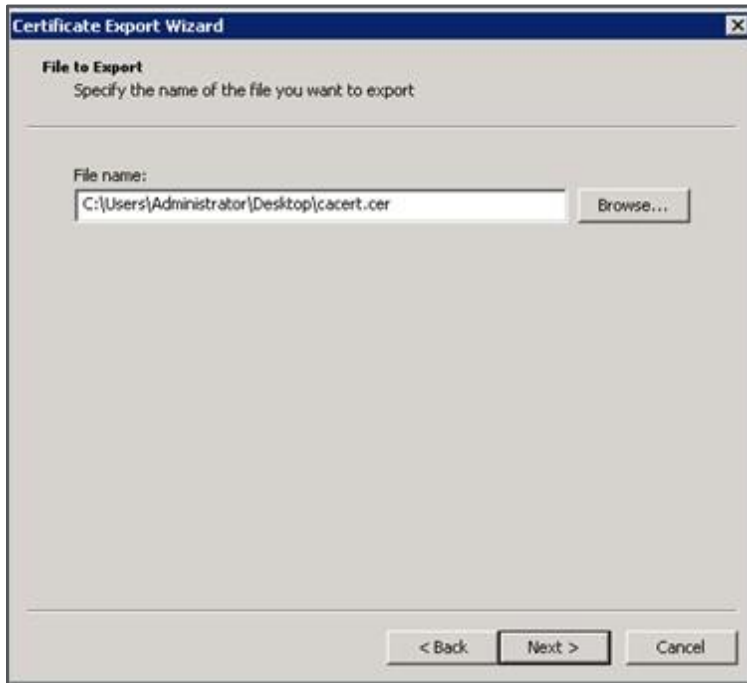 Certificate Export Wizard
File to Export
Specify the name of the file you want to export
File name:
C:\Users\Administrator\Desktop\cacert.cer
Browse...
< Back
Next >
Cancel